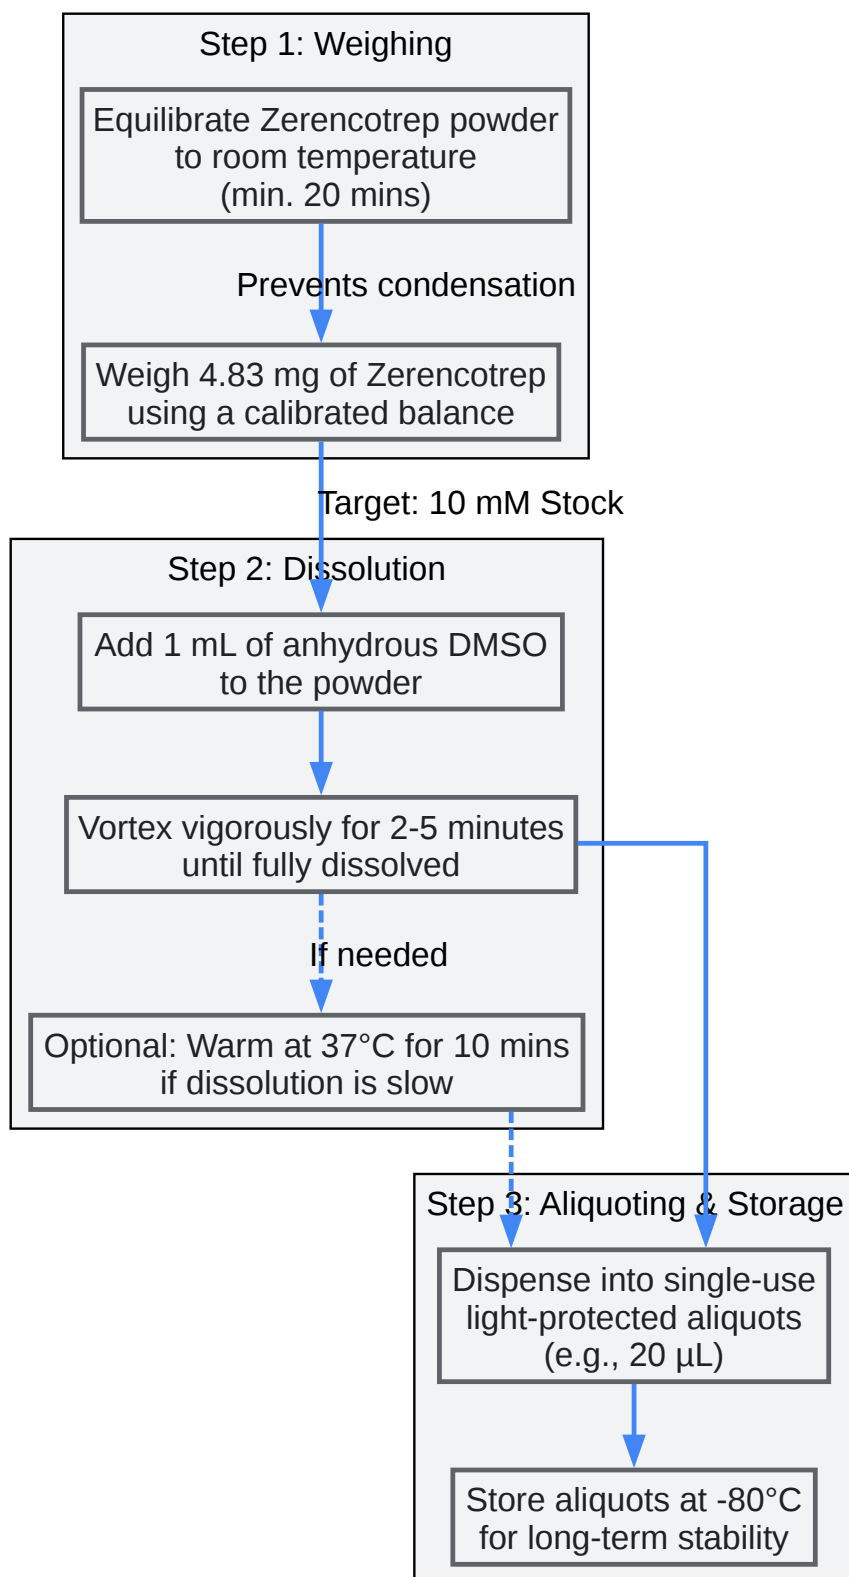 Step 1: Weighing
Equilibrate Zerencotrep powder
to room temperature
(min. 20 mins)
Prevents condensation
Weigh 4.83 mg of Zerencotrep
using a calibrated balance
Target: 10 mM Stock
Step 2: Dissolution
Add 1 mL of anhydrous DMSO
to the powder
Vortex vigorously for 2-5 minutes
until fully dissolved
If needed
Optional: Warm at 37°C for 10 mins
if dissolution is slow
Step 3: Aliquoting & Storage
Dispense into single-use
light-protected aliquots
(e.g., 20 µL)
Store aliquots at -80°C
for long-term stability